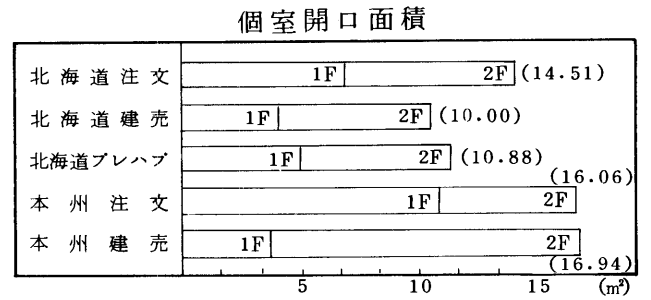 個室開口面積
北海道注文 1F 2F (14.51)
北海道建売 1F 2F (10.00)
北海道プレハブ 1F 2F (10.88)
(16.06)
本州注文 1F 2F
本州建売 1F 2F
(16.94)
5 10 15 (㎡)